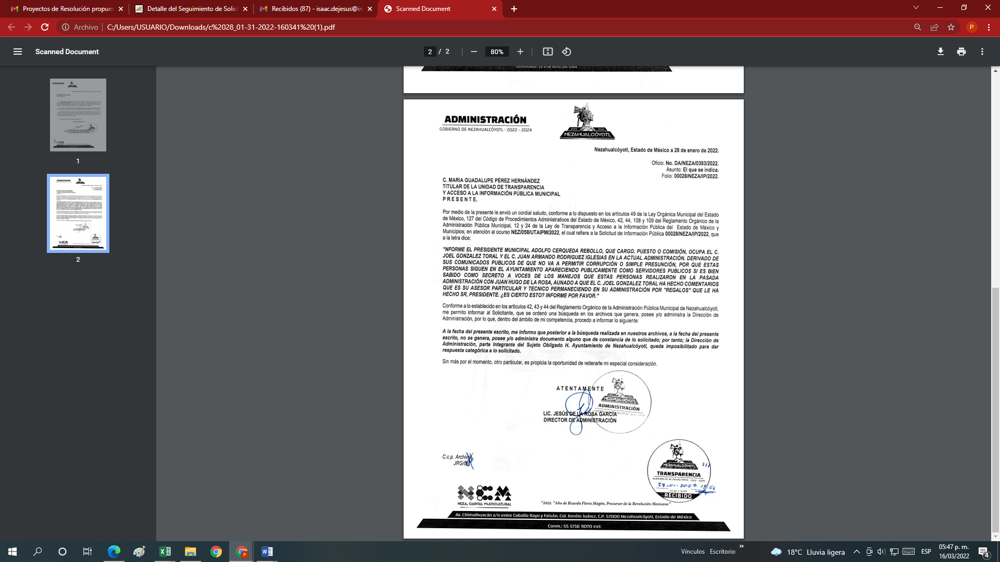 Proyectos de Resolución propues
Detalle del Seguimiento de Solici
Recibidos (87) - isaac.dejesus@in
Scanned Document
Archivo
C:/Users/USUARIO/Downloads/c%2028_01-31-2022-160341%20(1).pdf
P
Scanned Document
2 / 2
80%
1
2
Conmutador: 55 5716 9070, Ext. 2901
ADMINISTRACIÓN
GOBIERNO DE NEZAHUALCÓYOTL · 2022 - 2024
2022 2024
NEZAHUALCÓYOTL
Nezahualcóyotl, Estado de México a 28 de enero de 2022.
Oficio: No. DA/NEZA/0393/2022.
Asunto: El que se indica.
Folio: 00028/NEZA/IP/2022.
C. MARIA GUADALUPE PÉREZ HERNÁNDEZ
TITULAR DE LA UNIDAD DE TRANSPARENCIA
Y ACCESO A LA INFORMACIÓN PÚBLICA MUNICIPAL
P R E S E N T E.
Por medio de la presente le envió un cordial saludo, conforme a lo dispuesto en los artículos 49 de la Ley Orgánica Municipal del Estado
de México, 127 del Código de Procedimientos Administrativos del Estado de México, 42, 44, 108 y 109 del Reglamento Orgánico de la
Administración Pública Municipal, 12 y 24 de la Ley de Transparencia y Acceso a la Información Pública del Estado de México y
Municipios; en atención al ocurso NEZ/058/UTAIPM/2022, el cual refiere a la Solicitud de Información Pública 00028/NEZA/IP/2022, que
a la letra dice:
"NFORME EL PRESIDENTE MUNICIPAL ADOLFO CERQUEDA REBOLLO, QUE CARGO. PUESTO O COMISIÓN, OCUPA EL C.
JOEL GONZALEZ TORAL Y EL C. JUAN ARMANDO RODRIGUEZ IGLESIAS EN LA ACTUAL ADMINISTRACIÓN. DERIVADO DE
SUS COMUNICADOS PUBLICOS DE QUE NO VA A PERMITIR CORRUPCIÓN O SIMPLE PRESUNCIÓN, POR QUE ESTAS
PERSONAS SIGUEN EN EL AYUNTAMIENTO APARECIENDO PUBLICAMENTE COMO SERVIDORES PUBLICOS SI ES BIEN
SABIDO COMO SECRETO A VOCES DE LOS MANEJOS QUE ESTAS PERSONAS REALIZARON EN LA PASADA
ADMINISTRACIÓN CON JUAN HUGO DE LA ROSA, AUNADO A QUE EL C. JOEL GONZALEZ TORAL HA HECHO COMENTARIOS
QUE ES SU ASESOR PARTICULAR Y TECNICO PERMANECIENDO EN SU ADMINISTRACIÓN POR "REGALOS" QUE LE HA
HECHO SR, PRESIDENTE. ¿ES CIERTO ESTO? INFORME POR FAVOR."
Conforme a lo establecido en los artículos 42, 43 y 44 del Reglamento Orgánico de la Administración Pública Municipal de Nezahualcóyotl,
me permito informar al Solicitante, que se ordenó una búsqueda en los archivos que genera, posee y/o administra la Dirección de
Administración, por lo que, dentro del ámbito de mi competencia, procedo a informar lo siguiente:
A la fecha del presente escrito, me informo que posterior a la búsqueda realizada en nuestros archivos, a la fecha del presente
escrito, no se genera, posee y/o administra documento alguno que de constancia de lo solicitado; por tanto; la Dirección de
Administración, parte Integrante del Sujeto Obligado H. Ayuntamiento de Nezahualcóyotl, queda imposibilitado para dar
respuesta categórica a lo solicitado.
Sin más por el momento, otro particular, es propicia la oportunidad de reiterarle mi especial consideración.
A T E N T A M E N T E
NEZAHUALCÓYOTL
ADMINISTRACIÓN
LIC. JESÚS DE LA ROSA GARCÍA
DIRECTOR DE ADMINISTRACIÓN
C.c.p. Archivo
JRG/
NEZAHUALCÓYOTL
TRANSPARENCIA
GOBIERNO DE NEZAHUALCÓYOTL · 2022 - 2024
28-01-2022 19:56
RECIBIDO
NCM
NEZA, CAPITAL MULTICULTURAL
"2022. "Año de Ricardo Flores Magón, Precursor de la Revolución Mexicana"
Av. Chimalhuacán s/n entre Caballo Bayo y Faisán, Col. Benito Juárez, C.P. 57000 Nezahualcóyotl, Estado de México
Conm.: 55 5716 9070 ext:
Vínculos
Escritorio
18°C Lluvia ligera
ESP
05:47 p. m.
16/03/2022
4